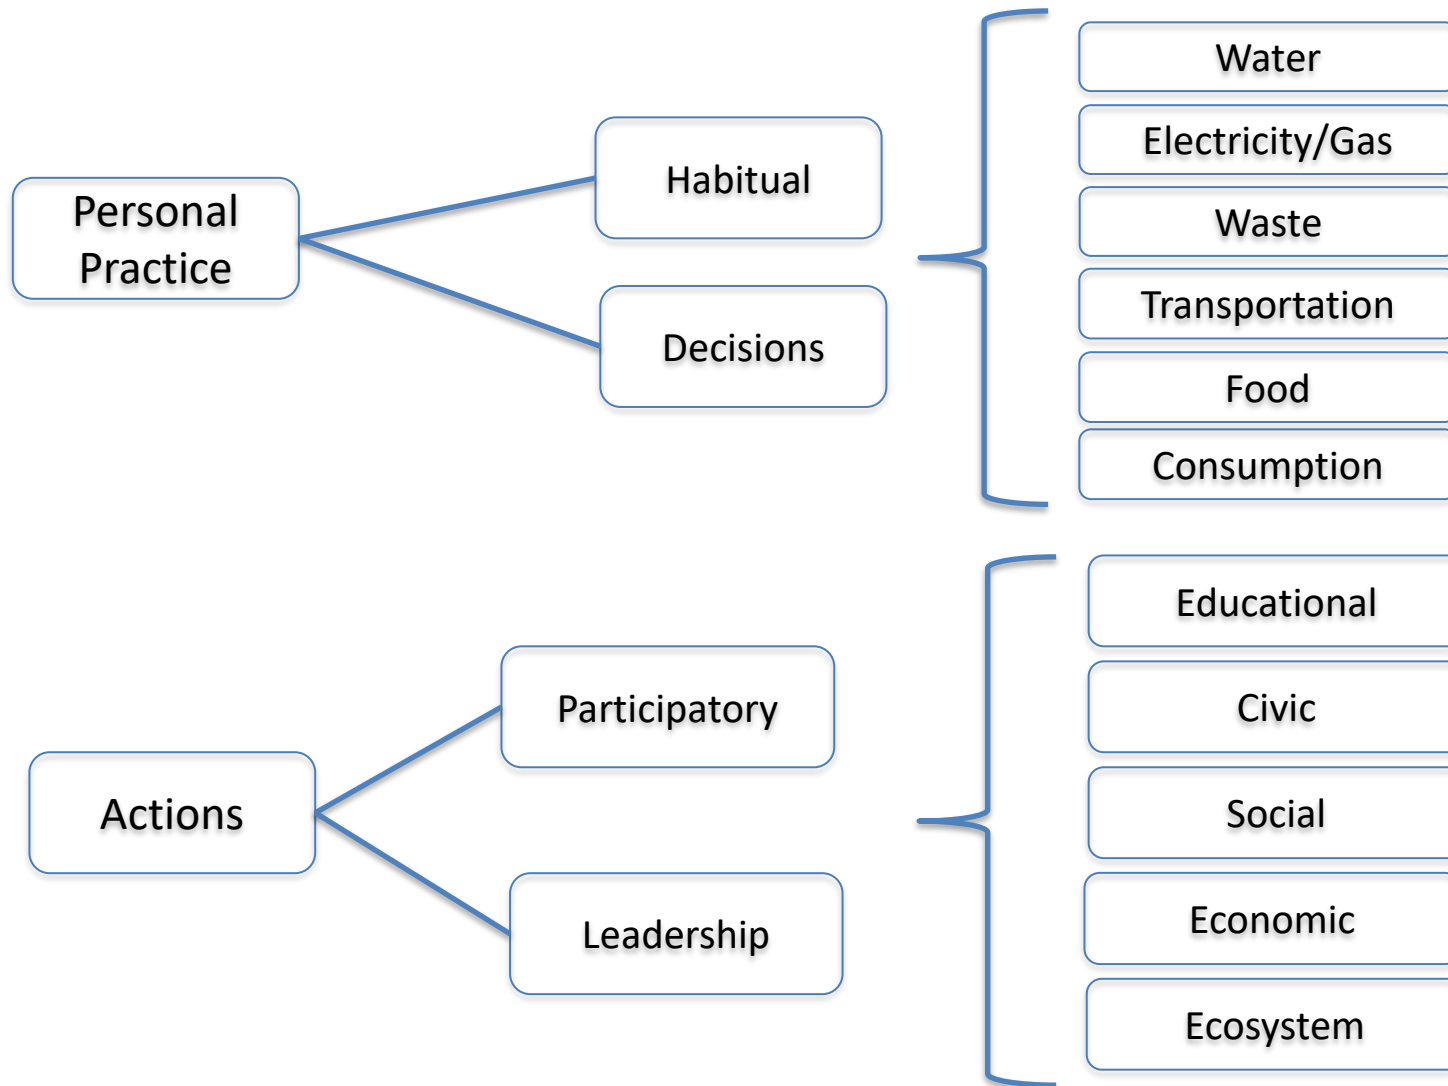 Personal
Practice
Habitual
Decisions
Water
Electricity/Gas
Waste
Transportation
Food
Consumption
Actions
Participatory
Leadership
Educational
Civic
Social
Economic
Ecosystem